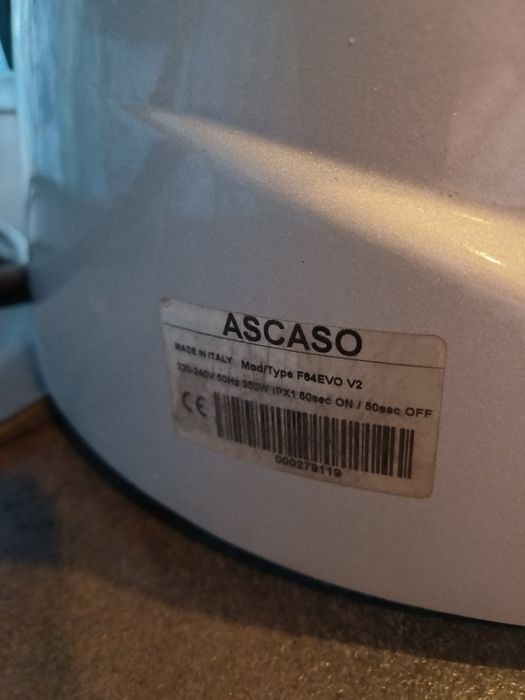 ASCASO
MADE IN ITALY Mod/Type F64EVO V2
220-240V 50Hz 350W IPX1 50sec ON / 50sec OFF
CE
000279119